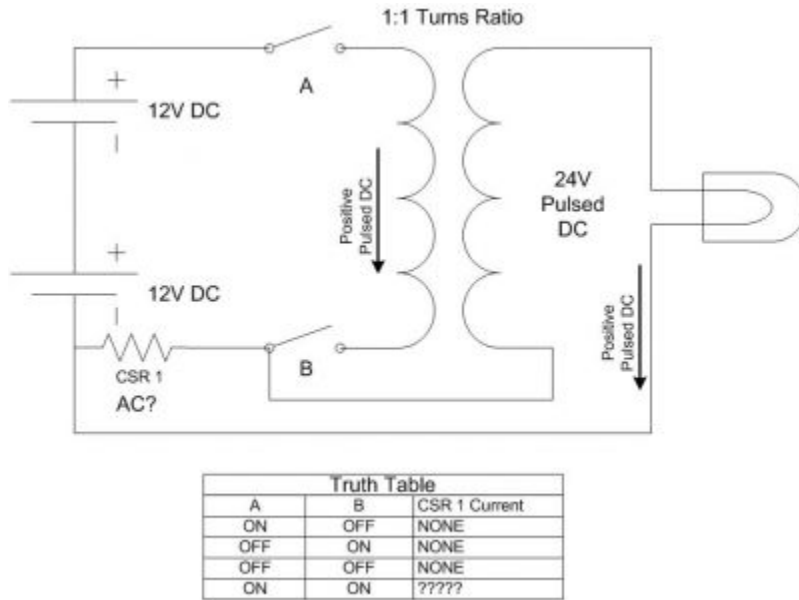 1:1 Turns Ratio
A
+
12V DC
|
Positive
Pulsed DC
24V
Pulsed
DC
+
12V DC
|
B
CSR 1
AC?
Positive
Pulsed DC
Truth Table
A B CSR 1 Current
ON OFF NONE
OFF ON NONE
OFF OFF NONE
ON ON ?????